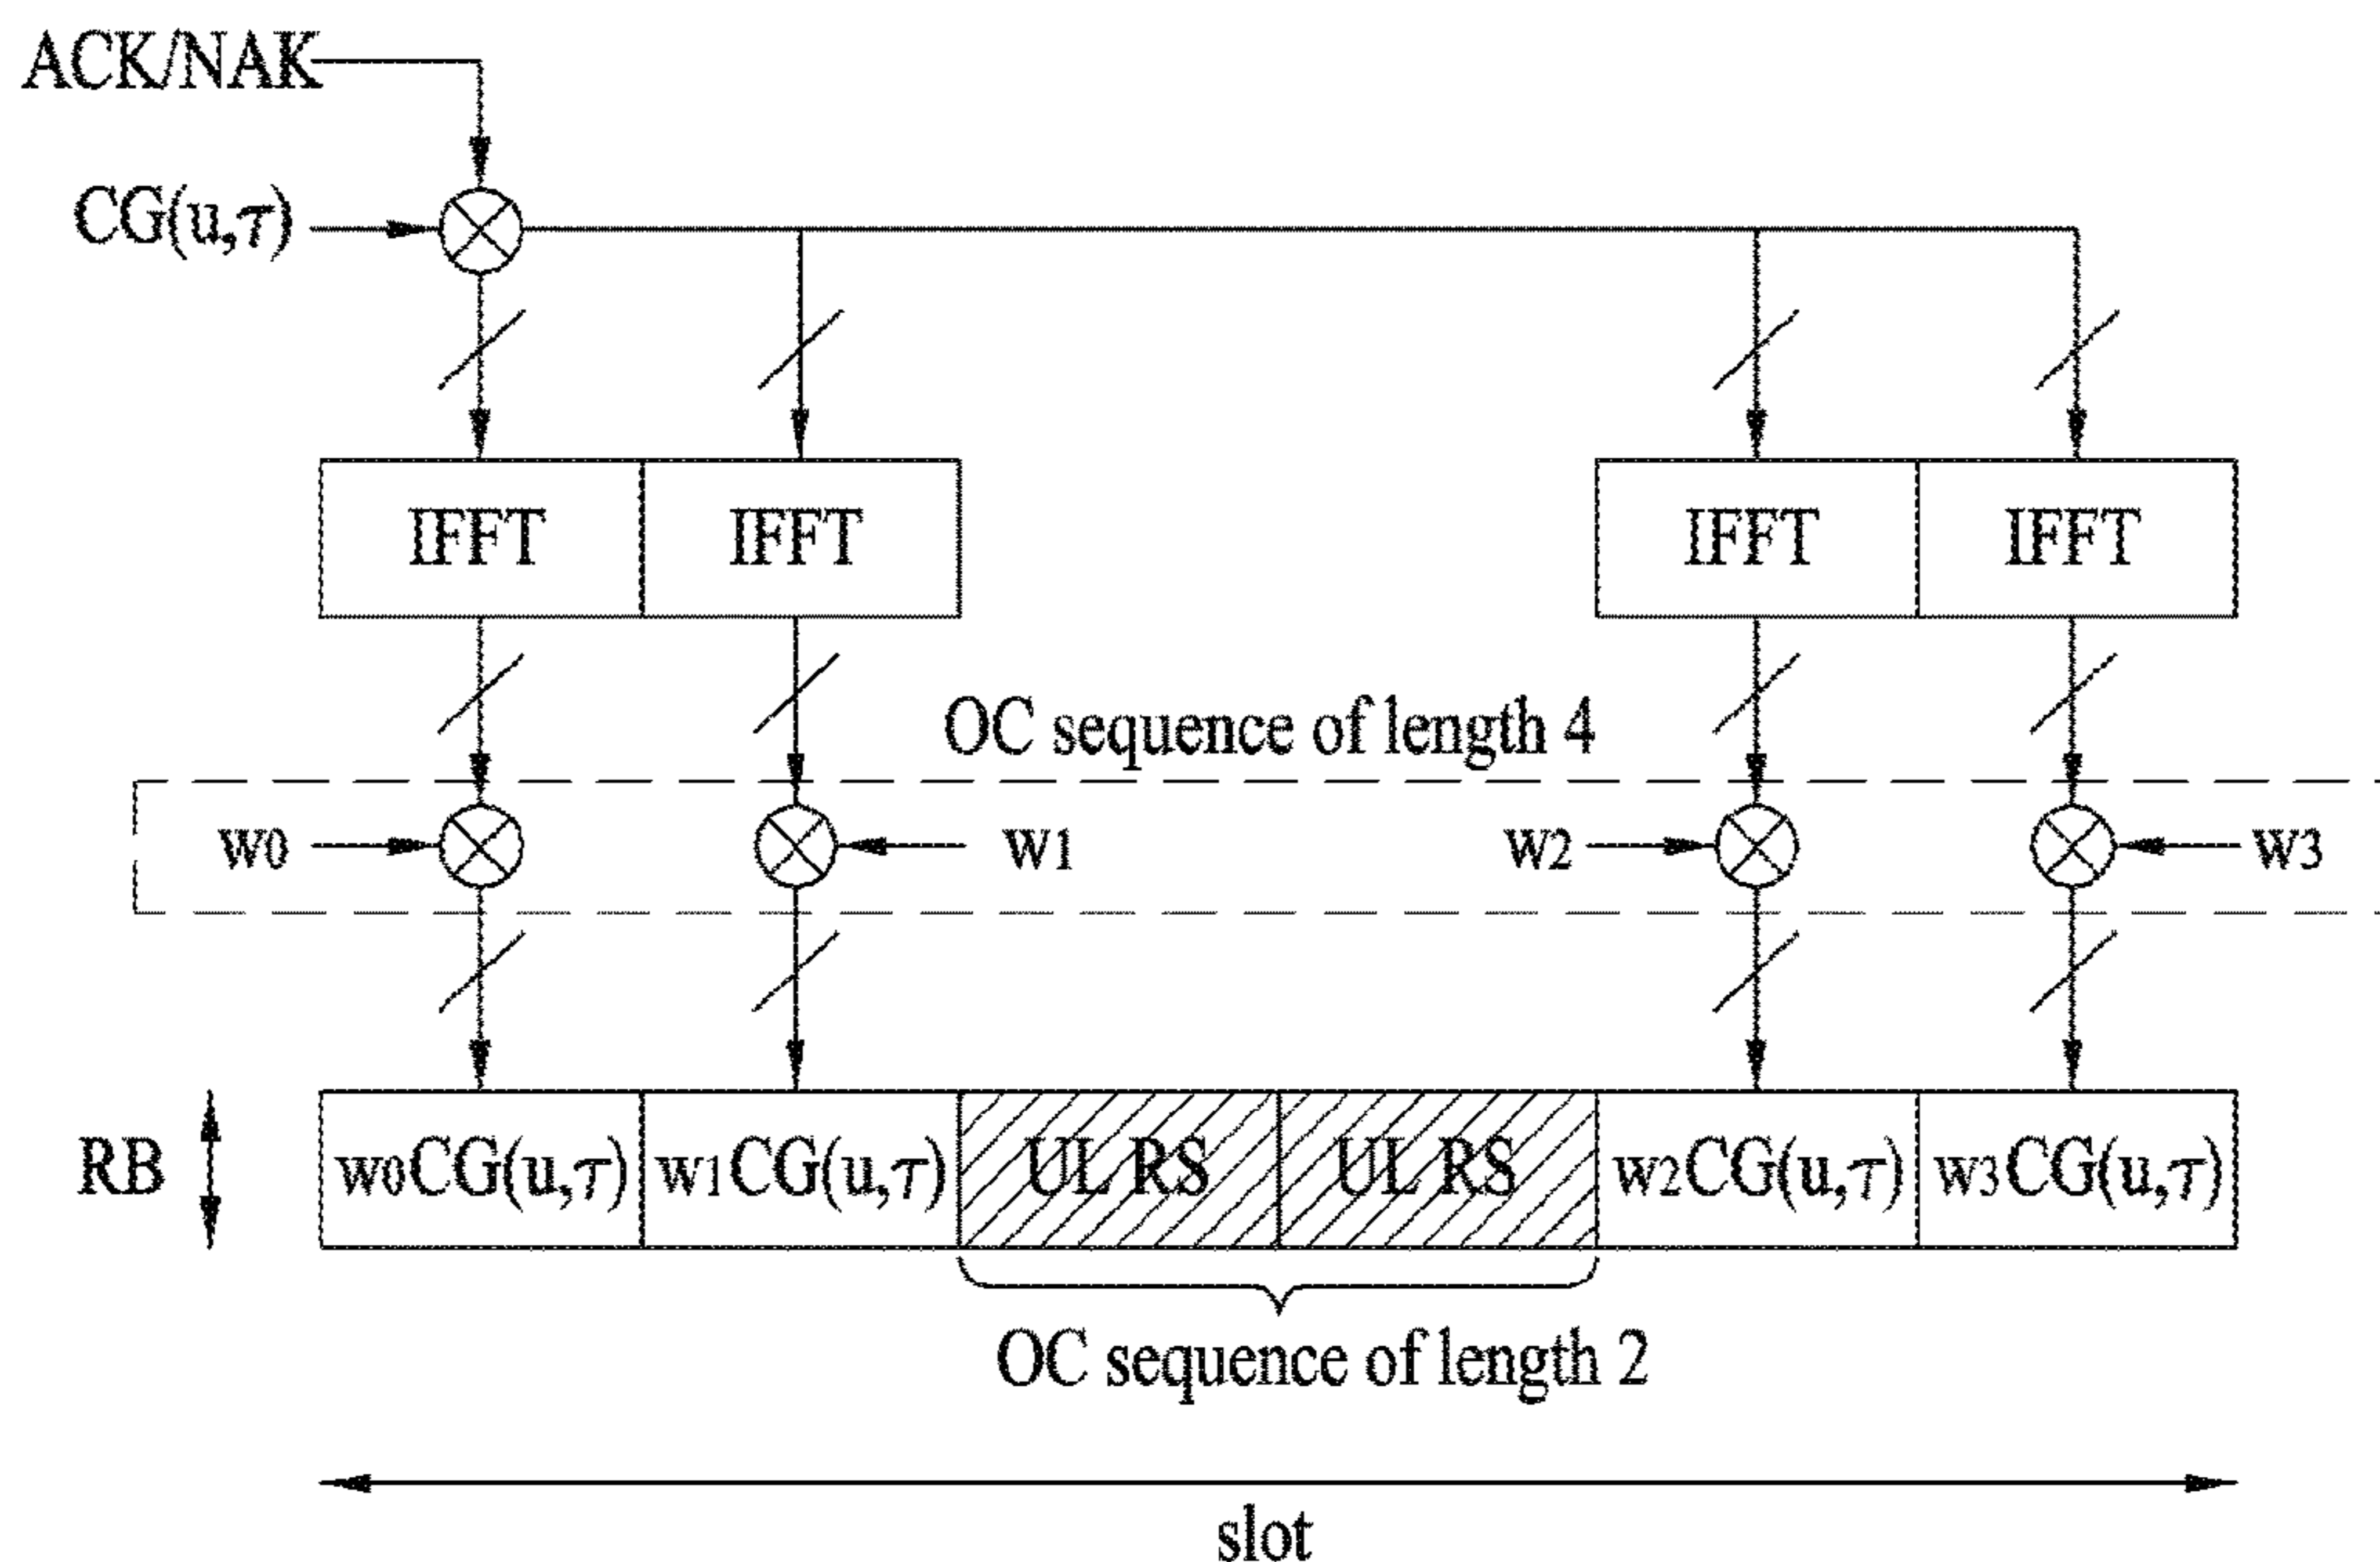 ACK/NAK
CG(u,τ)
IFFT IFFT IFFT IFFT
OC sequence of length 4
w0 w1 w2 w3
RB w0CG(u,τ) w1CG(u,τ) UL RS UL RS w2CG(u,τ) w3CG(u,τ)
OC sequence of length 2
slot